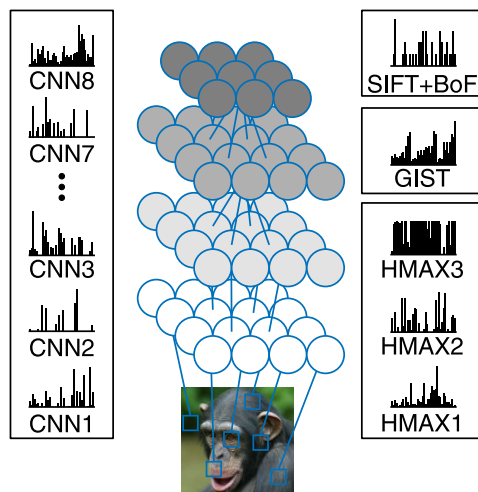 CNN8
CNN7
CNN3
CNN2
CNN1
SIFT+BoF
GIST
HMAX3
HMAX2
HMAX1